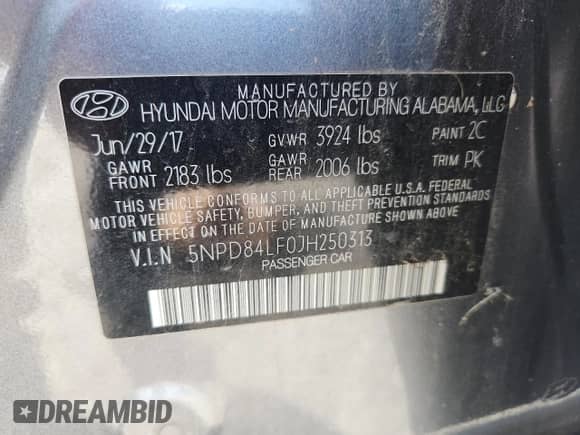 MANUFACTURED BY
HYUNDAI MOTOR MANUFACTURING ALABAMA, LLC
Jun/29/17 GVWR 3924 lbs PAINT 2C
GAWR FRONT 2183 lbs GAWR REAR 2006 lbs TRIM PK
THIS VEHICLE CONFORMS TO ALL APPLICABLE U.S.A. FEDERAL
MOTOR VEHICLE SAFETY, BUMPER, AND THEFT PREVENTION STANDARDS
IN EFFECT ON THE DATE OF MANUFACTURE SHOWN ABOVE.
V.I.N 5NPD84LF0JH250313
PASSENGER CAR
DREAMBID